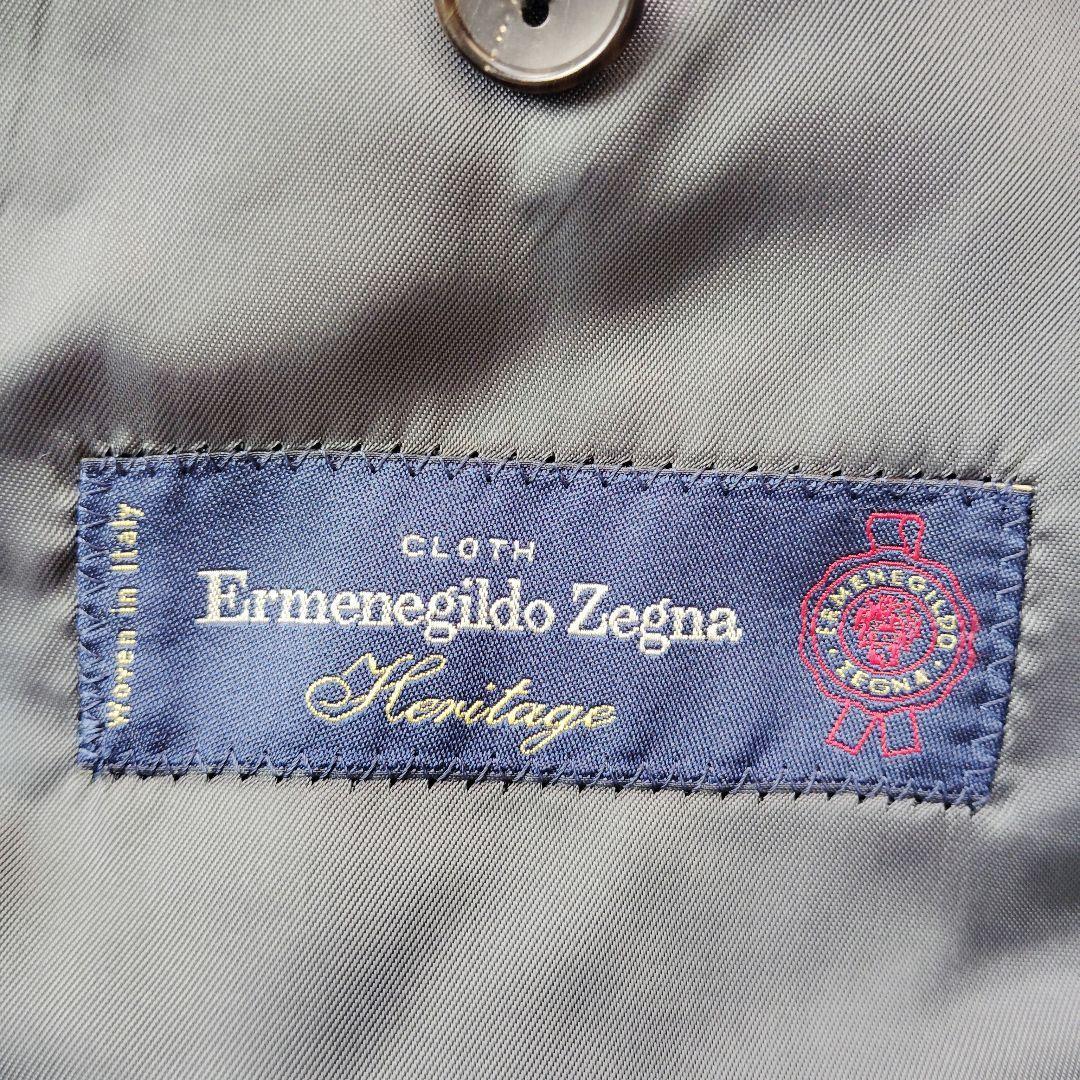 Woven in Italy
CLOTH
Ermenegildo Zegna
Heritage
ERMENEGILDO
ZEGNA